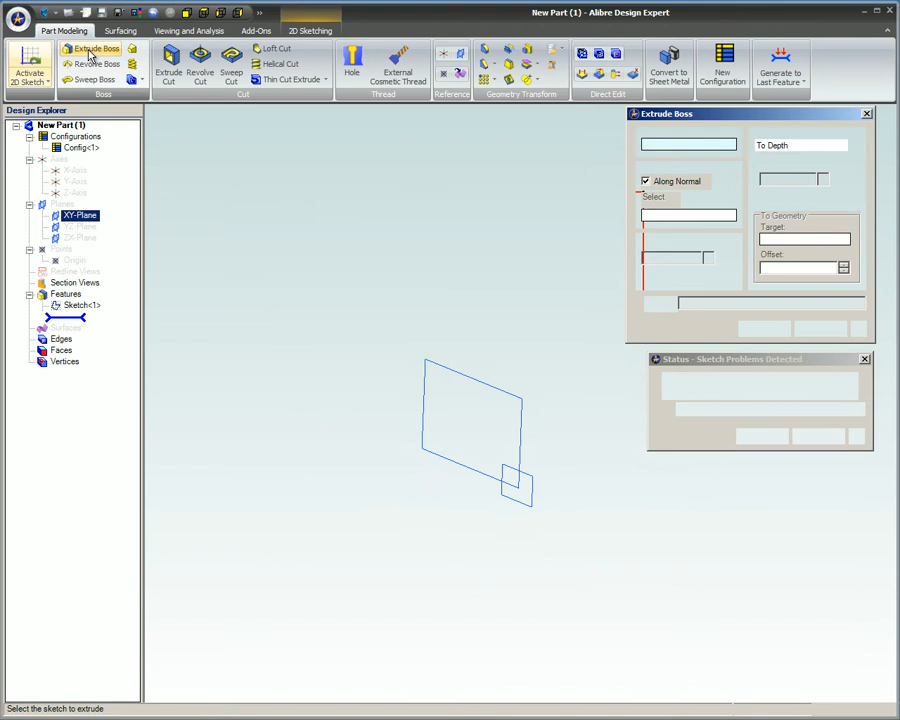 New Part (1) - Alibre Design Expert
Part Modeling
Surfacing
Viewing and Analysis
Add-Ons
2D Sketching
Activate
2D Sketch
Extrude Boss
Revolve Boss
Sweep Boss
Boss
Extrude
Cut
Revolve
Cut
Sweep
Cut
Loft Cut
Helical Cut
Thin Cut Extrude
Cut
Hole
External
Cosmetic Thread
Thread
Reference
Geometry Transform
Direct Edit
Convert to
Sheet Metal
New
Configuration
Generate to
Last Feature
Design Explorer
New Part (1)
Configurations
Config<1>
Axes
X-Axis
Y-Axis
Z-Axis
Planes
XY-Plane
YZ-Plane
ZX-Plane
Points
Origin
Redline Views
Section Views
Features
Sketch<1>
Surfaces
Edges
Faces
Vertices
Extrude Boss
To Depth
Along Normal
Select
To Geometry
Target:
Offset:
Status - Sketch Problems Detected
Select the sketch to extrude